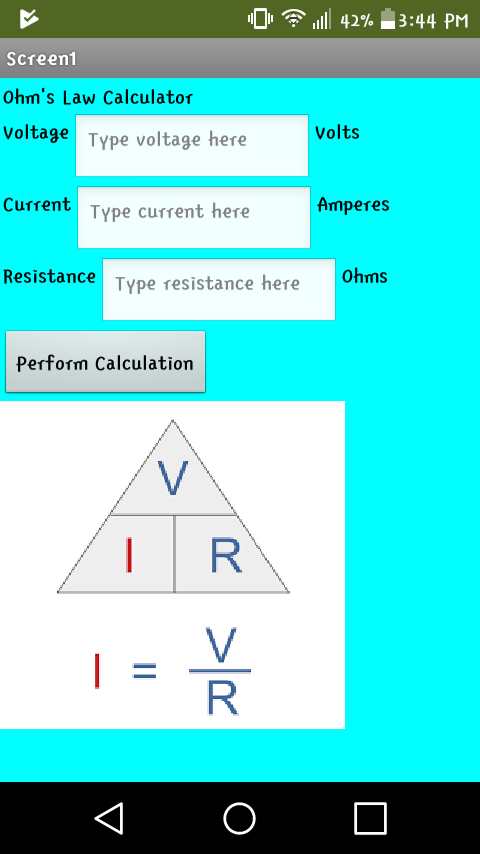 42% 3:44 PM
Screen1
Ohm's Law Calculator
Voltage Type voltage here Volts
Current Type current here Amperes
Resistance Type resistance here Ohms
Perform Calculation
V
I R
I = V
R